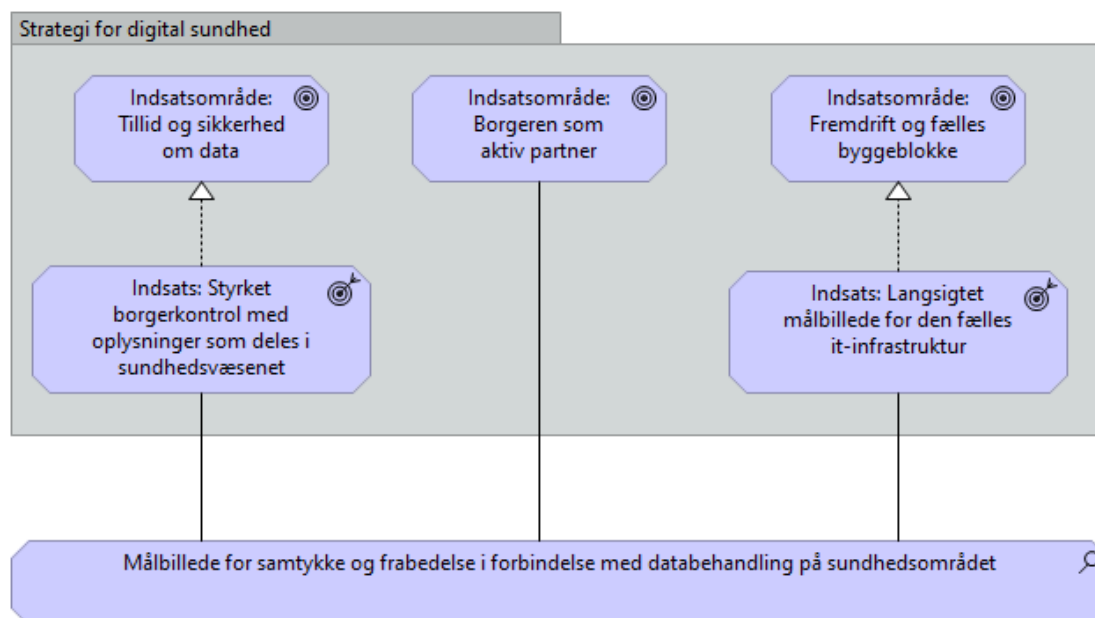 Strategi for digital sundhed
Indsatsområde:
Tillid og sikkerhed
om data
Indsatsområde:
Borgeren som
aktiv partner
Indsatsområde:
Fremdrift og fælles
byggeblokke
Indsats: Styrket
borgerkontrol med
oplysninger som deles i
sundhedsvæsenet
Indsats: Langsigtet
målbillede for den fælles
it-infrastruktur
Målbillede for samtykke og frabedelse i forbindelse med databehandling på sundhedsområdet